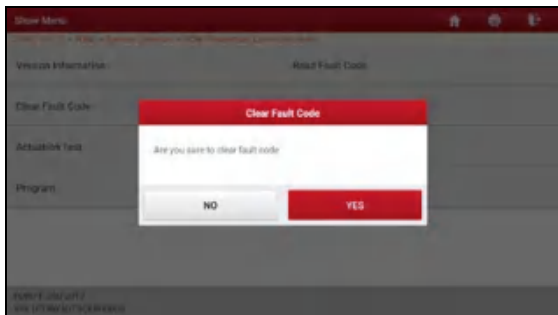 Show Menu
Version Information
Read Fault Code
Clear Fault Code
Clear Fault Code
Are you sure to clear fault code
Actuation Test
NO
YES
Program